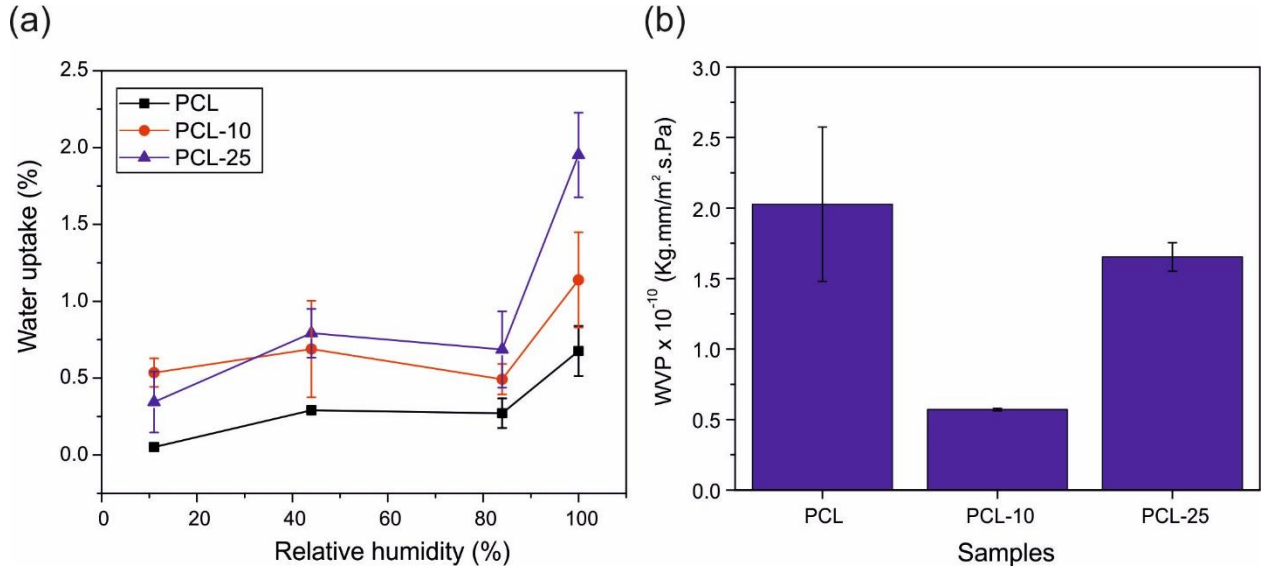 (a)
2.5
2.0
1.5
1.0
0.5
0.0
Water uptake (%)
PCL
PCL-10
PCL-25
0 20 40 60 80 100
Relative humidity (%)
(b)
3.0
2.5
2.0
1.5
1.0
0.5
0.0
WVP x 10⁻¹⁰ (Kg.mm/m².s.Pa)
PCL PCL-10 PCL-25
Samples